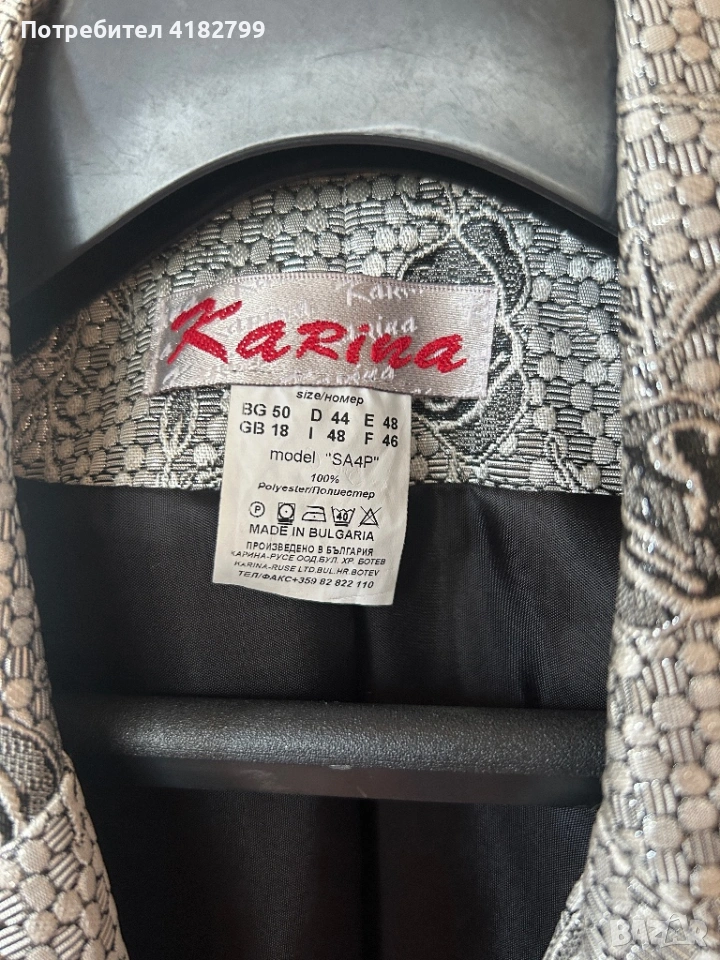 Потребител 4182799
Karina
size/номер
BG 50 D 44 E 48
GB 18 I 48 F 46
model "SA4P"
100%
Polyester/Полиестер
P 40
MADE IN BULGARIA
ПРОИЗВЕДЕНО В БЪЛГАРИЯ
КАРИНА-РУСЕ ООД.БУЛ. ХР. БОТЕВ
KARINA-RUSE LTD.BUL.HR.BOTEV
ТЕЛ/ФАКС+359 82 822 110
BAZAR